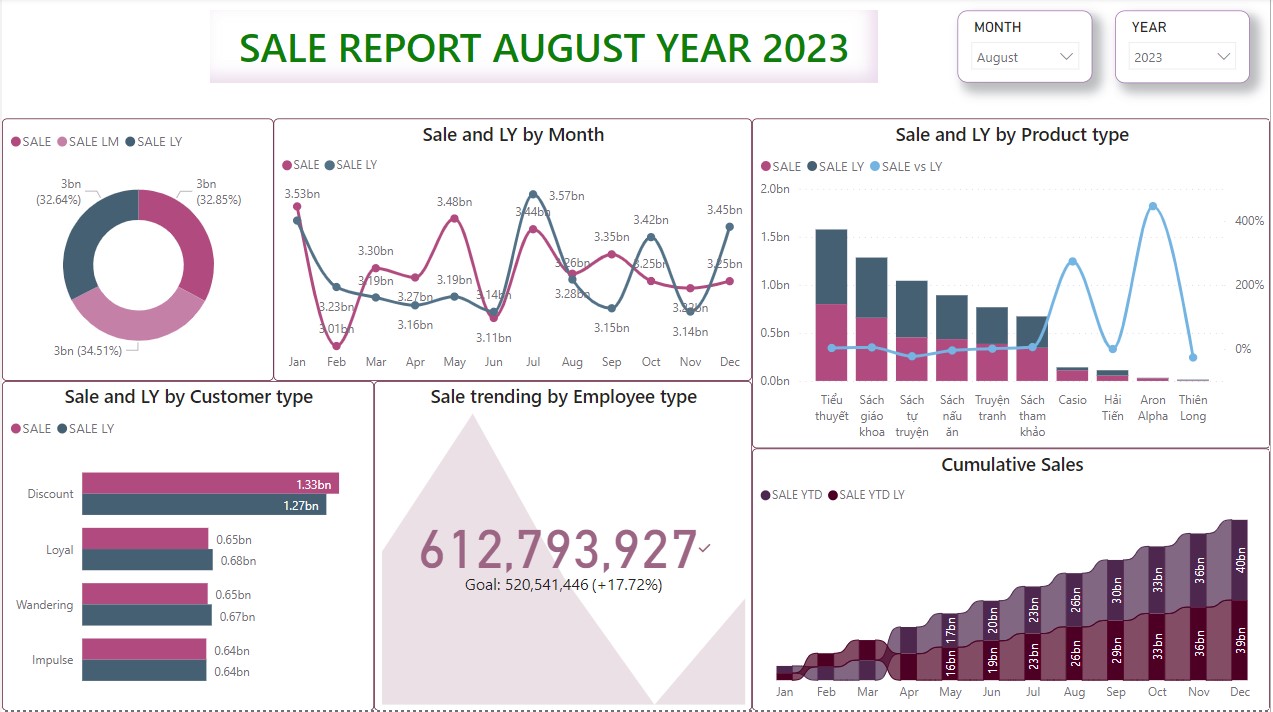 SALE REPORT AUGUST YEAR 2023
MONTH
August
YEAR
2023
SALE SALE LM SALE LY
3bn
(32.64%)
3bn
(32.85%)
3bn (34.51%)
Sale and LY by Month
SALE SALE LY
3.53bn
3.23bn
3.01bn
3.30bn
3.19bn
3.27bn
3.16bn
3.48bn
3.19bn
3.14bn
3.11bn
3.57bn
3.44bn
3.26bn
3.28bn
3.35bn
3.15bn
3.42bn
3.25bn
3.14bn
3.45bn
3.25bn
Jan Feb Mar Apr May Jun Jul Aug Sep Oct Nov Dec
Sale and LY by Product type
SALE SALE LY SALE vs LY
2.0bn
1.5bn
1.0bn
0.5bn
0.0bn
400%
200%
0%
Tiểu
thuyết
Sách
giáo
khoa
Sách
tự
truyện
Sách
nấu
ăn
Truyện
tranh
Sách
tham
khảo
Casio
Hải
Tiến
Aron
Alpha
Thiên
Long
Sale and LY by Customer type
SALE SALE LY
Discount
1.33bn
1.27bn
Loyal
0.65bn
0.68bn
Wandering
0.65bn
0.67bn
Impulse
0.64bn
0.64bn
Sale trending by Employee type
612,793,927
Goal: 520,541,446 (+17.72%)
Cumulative Sales
SALE YTD SALE YTD LY
17bn
20bn
23bn
26bn
30bn
33bn
36bn
40bn
16bn
19bn
23bn
26bn
29bn
33bn
36bn
39bn
Jan Feb Mar Apr May Jun Jul Aug Sep Oct Nov Dec